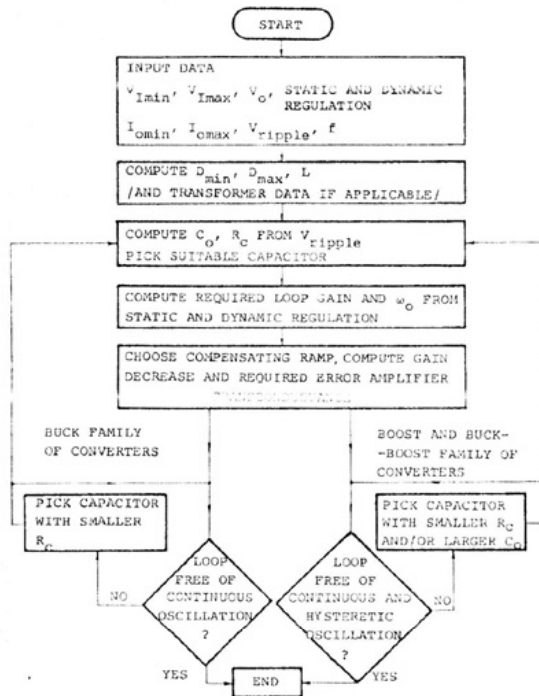 START
INPUT DATA
V_Imin, V_Imax, V_o, STATIC AND DYNAMIC
REGULATION
I_omin, I_omax, V_ripple, f
COMPUTE D_min, D_max, L
/AND TRANSFORMER DATA IF APPLICABLE/
COMPUTE C_o, R_c FROM V_ripple
PICK SUITABLE CAPACITOR
COMPUTE REQUIRED LOOP GAIN AND ω_o FROM
STATIC AND DYNAMIC REGULATION
CHOOSE COMPENSATING RAMP, COMPUTE GAIN
DECREASE AND REQUIRED ERROR AMPLIFIER
BUCK FAMILY
OF CONVERTERS
BOOST AND BUCK-
-BOOST FAMILY OF
CONVERTERS
PICK CAPACITOR
WITH SMALLER
R_C
PICK CAPACITOR
WITH SMALLER R_C
AND/OR LARGER C_O
LOOP
FREE OF
CONTINUOUS
OSCILLATION
?
LOOP
FREE OF
CONTINUOUS AND
HYSTERETIC
OSCILLATION
?
NO
NO
YES
END
YES